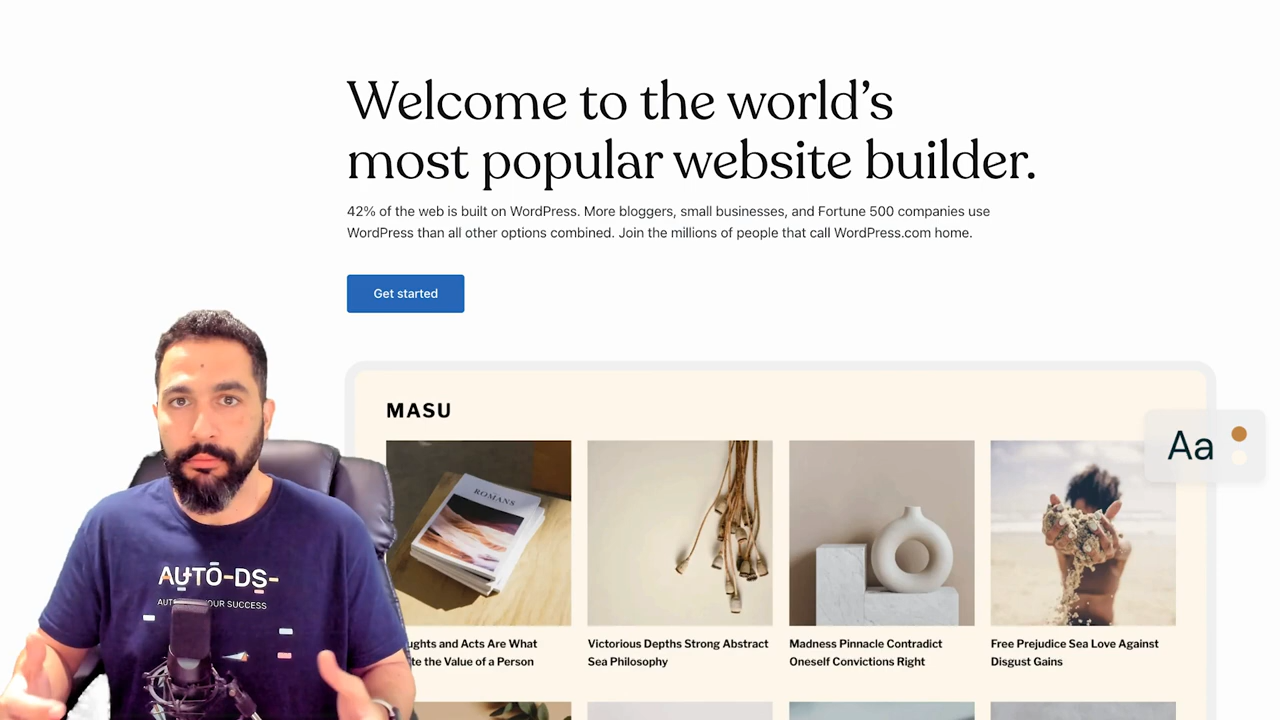 Welcome to the world’s
most popular website builder.
42% of the web is built on WordPress. More bloggers, small businesses, and Fortune 500 companies use
WordPress than all other options combined. Join the millions of people that call WordPress.com home.
Get started
MASU
Aa
ROMANS
ughts and Acts Are What
te the Value of a Person
Victorious Depths Strong Abstract
Sea Philosophy
Madness Pinnacle Contradict
Oneself Convictions Right
Free Prejudice Sea Love Against
Disgust Gains
AUTO-DS-
AUT OUR SUCCESS